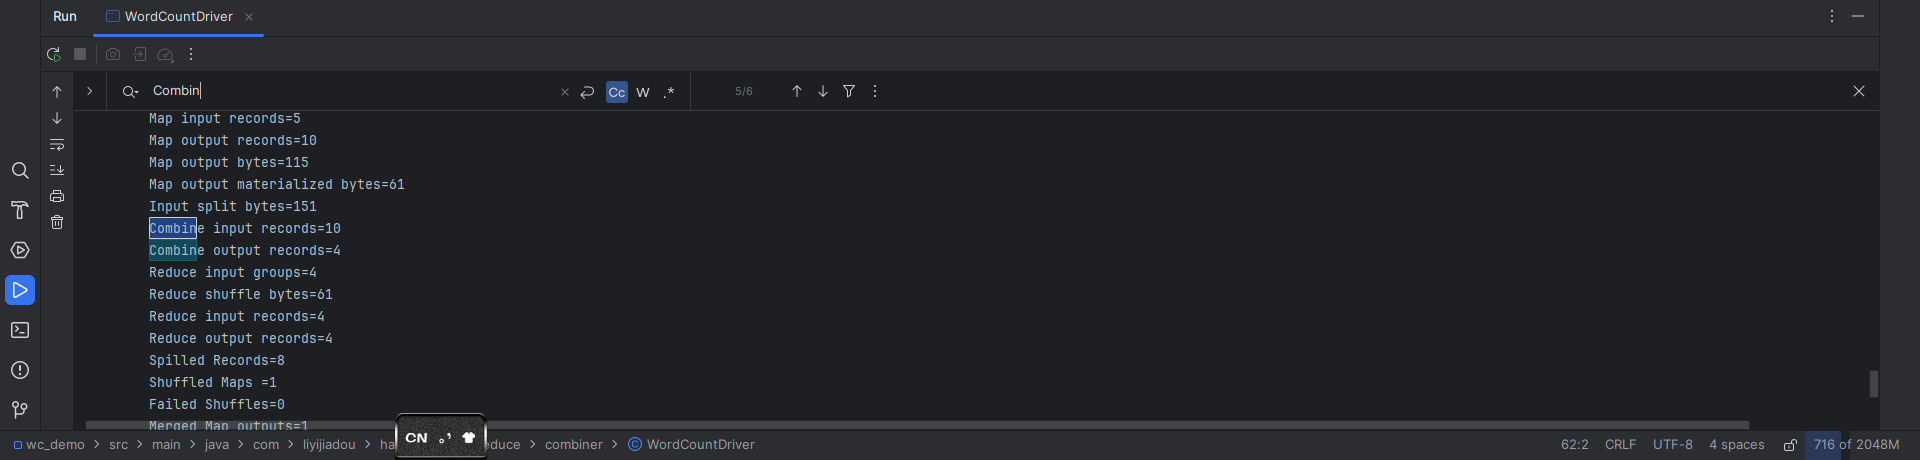 Run WordCountDriver
Combin
Cc W .* 5/6
Map input records=5
Map output records=10
Map output bytes=115
Map output materialized bytes=61
Input split bytes=151
Combine input records=10
Combine output records=4
Reduce input groups=4
Reduce shuffle bytes=61
Reduce input records=4
Reduce output records=4
Spilled Records=8
Shuffled Maps =1
Failed Shuffles=0
Merged Map outputs=1
CN
wc_demo > src > main > java > com > liyijiadou > ha educe > combiner > WordCountDriver 62:2 CRLF UTF-8 4 spaces 716 of 2048M